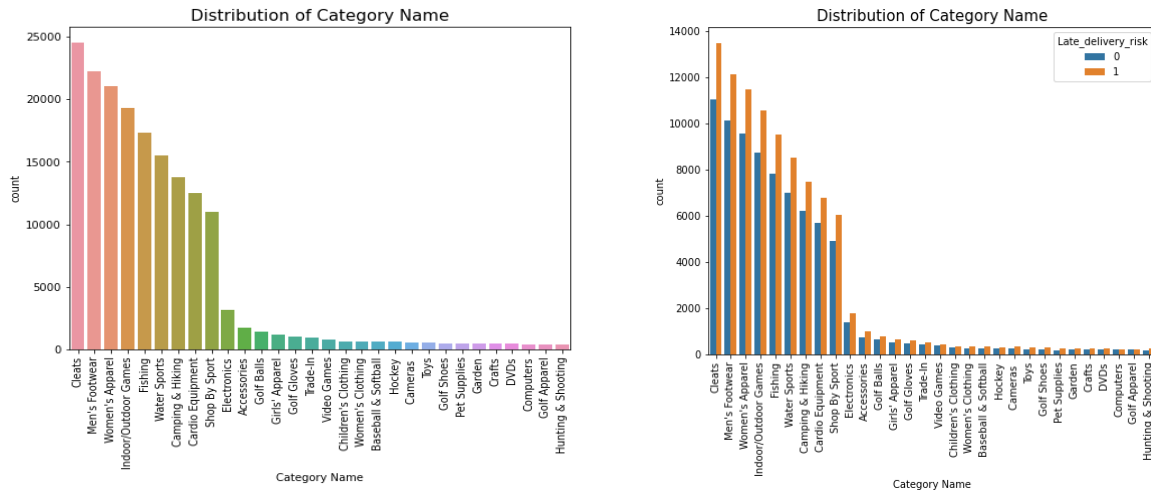 Distribution of Category Name
25000
20000
15000
10000
5000
0
count
Cleats
Men's Footwear
Women's Apparel
Indoor/Outdoor Games
Fishing
Water Sports
Camping & Hiking
Cardio Equipment
Shop By Sport
Electronics
Accessories
Golf Balls
Girls' Apparel
Golf Gloves
Trade-In
Video Games
Children's Clothing
Women's Clothing
Baseball & Softball
Hockey
Cameras
Toys
Golf Shoes
Pet Supplies
Garden
Crafts
DVDs
Computers
Golf Apparel
Hunting & Shooting
Category Name
Distribution of Category Name
Late_delivery_risk
0
1
14000
12000
10000
8000
6000
4000
2000
0
count
Cleats
Men's Footwear
Women's Apparel
Indoor/Outdoor Games
Fishing
Water Sports
Camping & Hiking
Cardio Equipment
Shop By Sport
Electronics
Accessories
Golf Balls
Girls' Apparel
Golf Gloves
Trade-In
Video Games
Children's Clothing
Women's Clothing
Baseball & Softball
Hockey
Cameras
Toys
Golf Shoes
Pet Supplies
Garden
Crafts
DVDs
Computers
Golf Apparel
Hunting & Shooting
Category Name